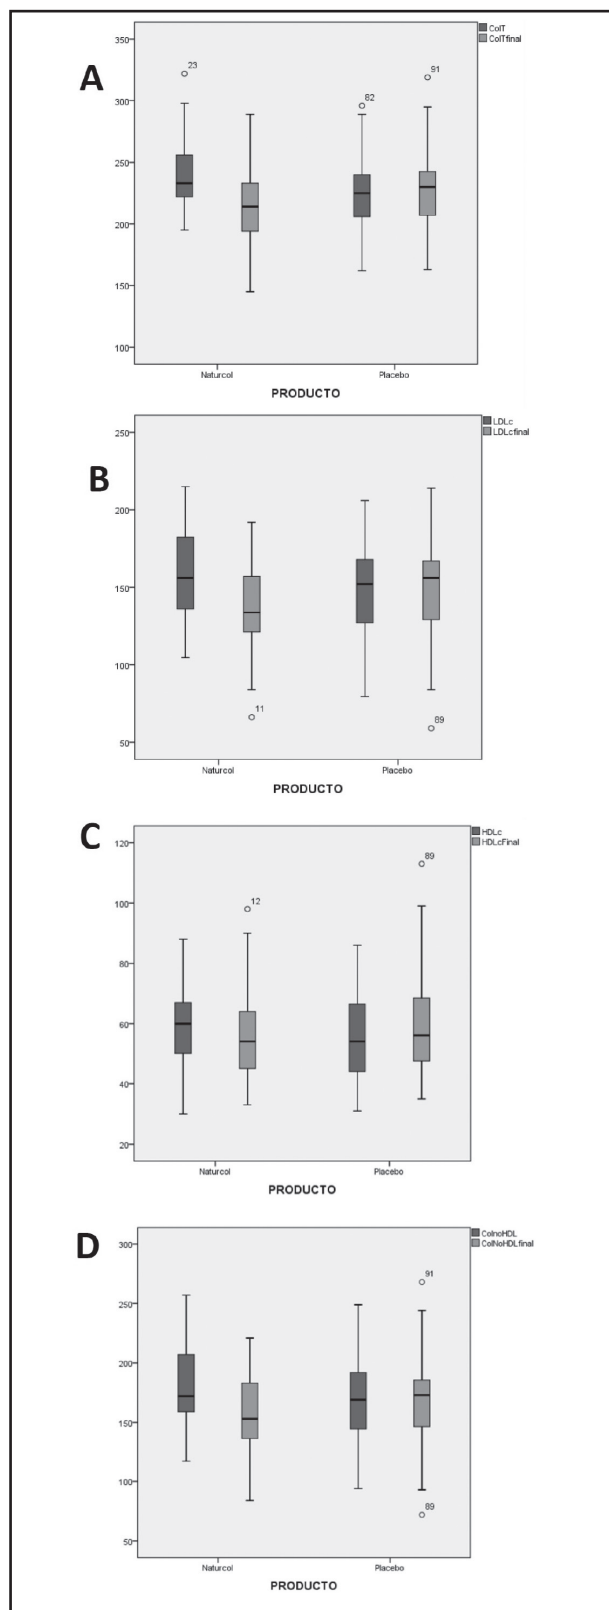 A
350
300
250
200
150
100
23
82
91
ColT
ColTfinal
Naturcol Placebo
PRODUCTO
B
250
200
150
100
50
11
89
LDLc
LDLcfinal
Naturcol Placebo
PRODUCTO
C
120
100
80
60
40
20
12
89
HDLc
HDLcFinal
Naturcol Placebo
PRODUCTO
D
300
250
200
150
100
50
91
89
ColnoHDL
ColNoHDLfinal
Naturcol Placebo
PRODUCTO